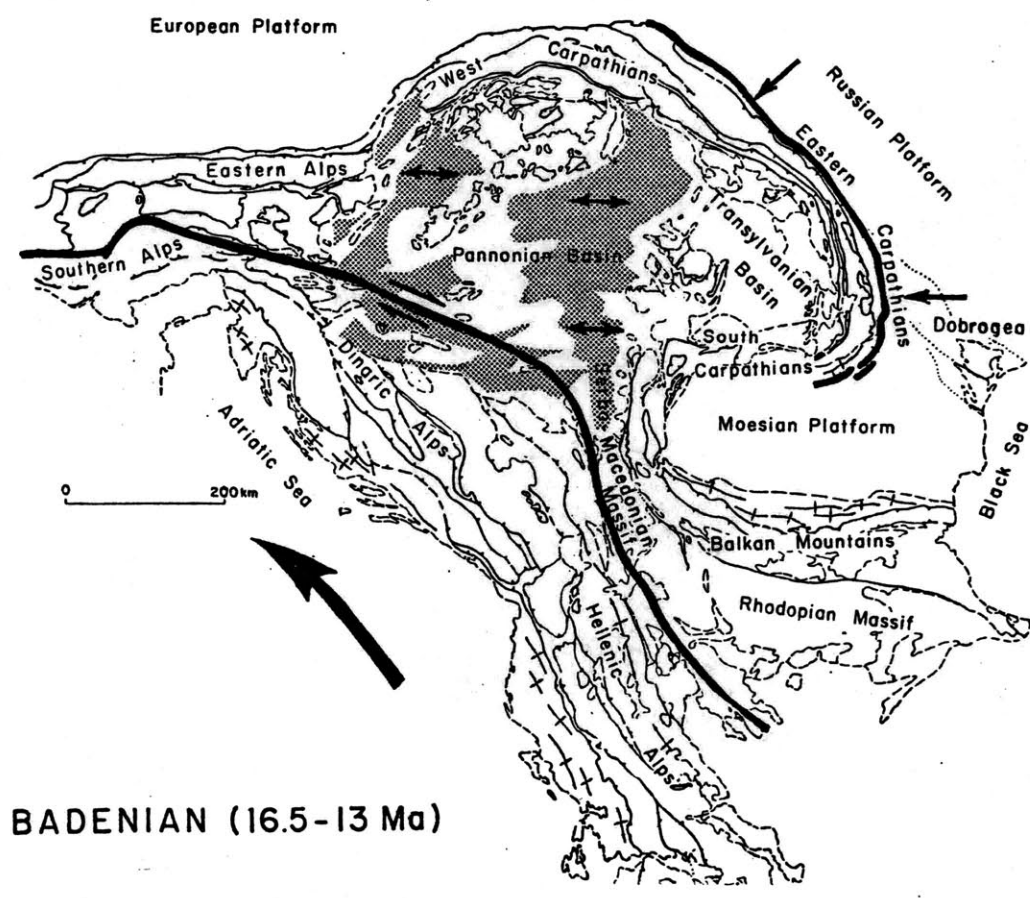 European Platform
West
Carpathians
Russian Platform
Eastern
Carpathians
Eastern Alps
Transylvanian
Basin
Pannonian Basin
Southern Alps
South
Carpathians
Dobrogea
Dinaric
Alps
Moesian Platform
Black Sea
Adriatic Sea
0 200km
Serbo Macedonian
Massif
Balkan Mountains
Rhodopian Massif
Hellenic
Alps
BADENIAN (16.5-13 Ma)